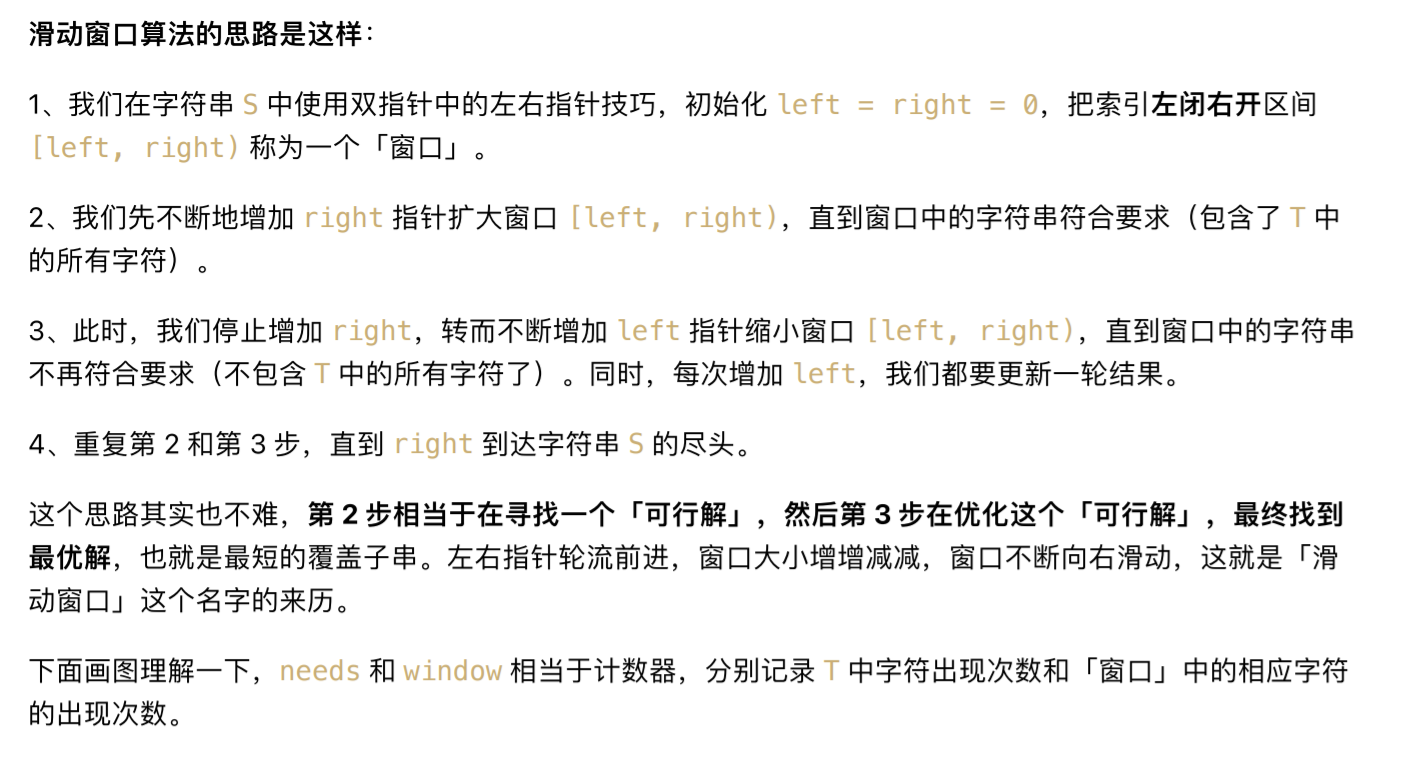 滑动窗口算法的思路是这样：
1、我们在字符串 S 中使用双指针中的左右指针技巧，初始化 left = right = 0，把索引左闭右开区间
[left, right) 称为一个「窗口」。
2、我们先不断地增加 right 指针扩大窗口 [left, right)，直到窗口中的字符串符合要求（包含了 T 中
的所有字符）。
3、此时，我们停止增加 right，转而不断增加 left 指针缩小窗口 [left, right)，直到窗口中的字符串
不再符合要求（不包含 T 中的所有字符了）。同时，每次增加 left，我们都要更新一轮结果。
4、重复第 2 和第 3 步，直到 right 到达字符串 S 的尽头。
这个思路其实也不难，第 2 步相当于在寻找一个「可行解」，然后第 3 步在优化这个「可行解」，最终找到
最优解，也就是最短的覆盖子串。左右指针轮流前进，窗口大小增增减减，窗口不断向右滑动，这就是「滑
动窗口」这个名字的来历。
下面画图理解一下，needs 和 window 相当于计数器，分别记录 T 中字符出现次数和「窗口」中的相应字符
的出现次数。